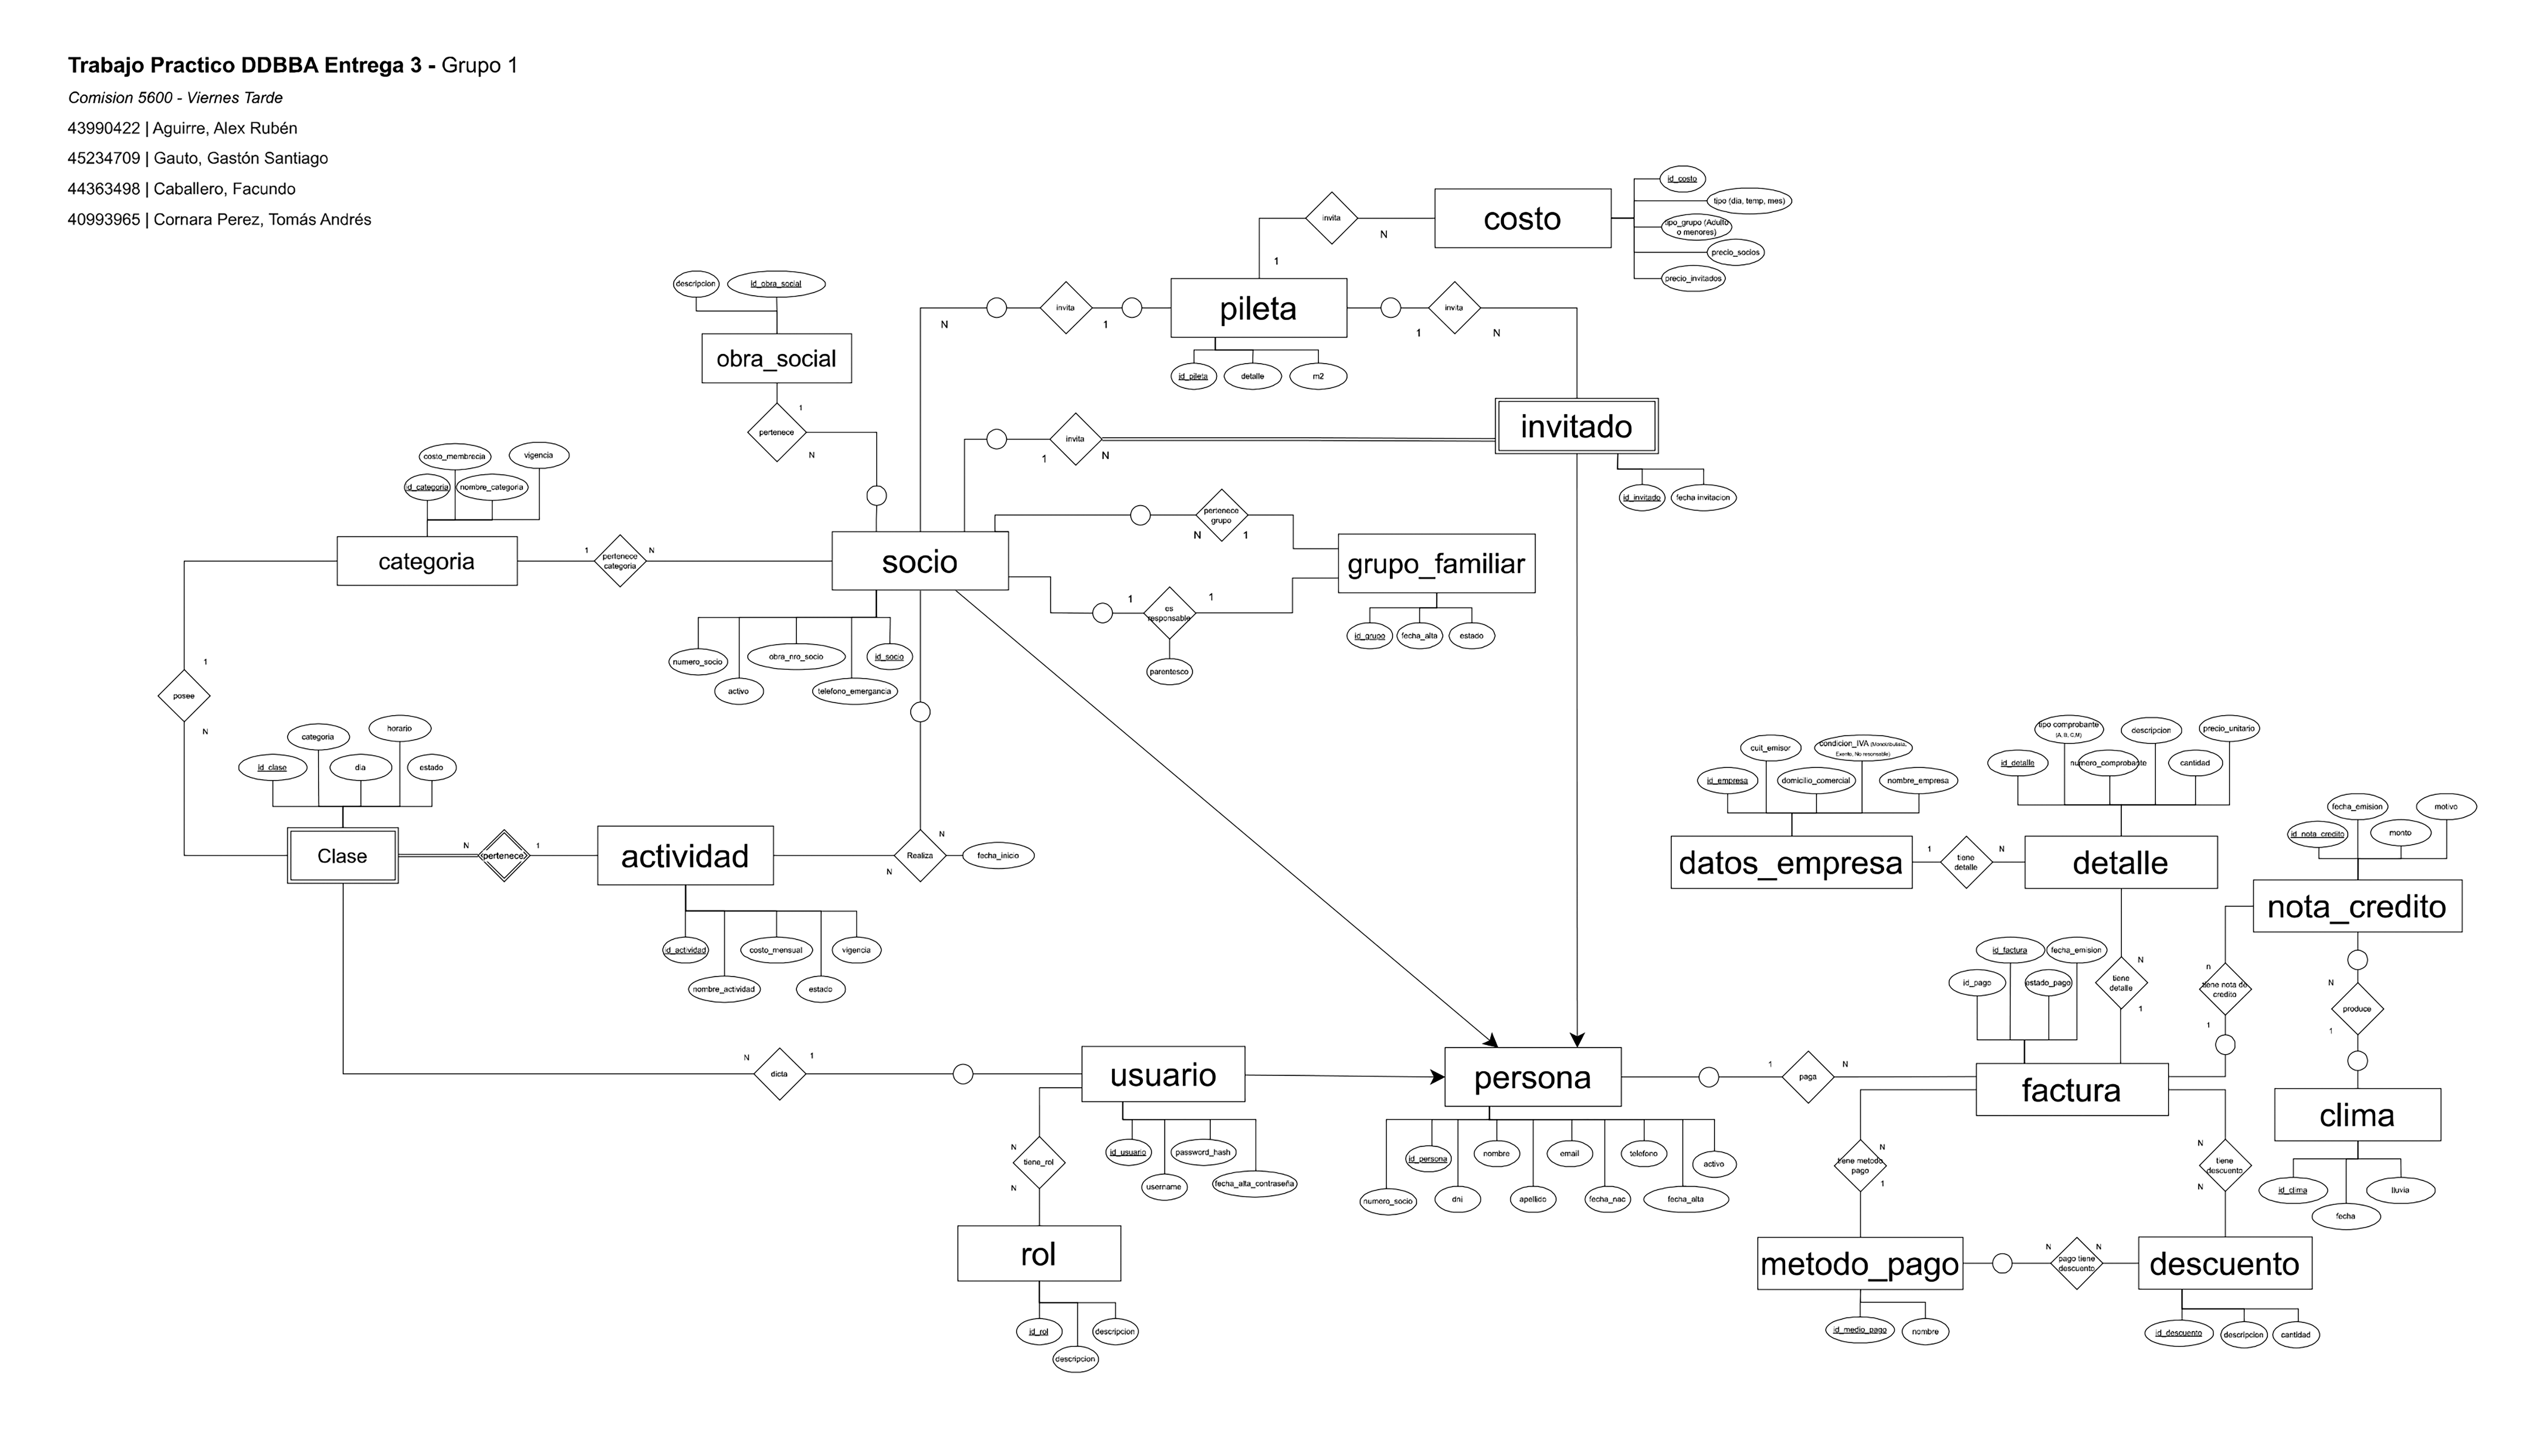 Trabajo Practico DDBBA Entrega 3 - Grupo 1
Comision 5600 - Viernes Tarde
43990422 | Aguirre, Alex Rubén
45234709 | Gauto, Gastón Santiago
44363498 | Caballero, Facundo
40993965 | Cornara Perez, Tomás Andrés
id_costo
tipo (dia, temp, mes)
tipo_grupo (Adulto
o menores)
precio_socios
precio_invitados
costo
invita
N
1
descripcion
id_obra_social
obra_social
pertenece
1
N
N
invita
1
pileta
invita
1
N
id_pileta
detalle
m2
invita
1
N
invitado
id_invitado
fecha invitacion
costo_membrecia
vigencia
id_categoria
nombre_categoria
categoria
1
pertenece
categoria
N
socio
pertenece
grupo
N
1
grupo_familiar
1
es
responsable
1
parentesco
id_grupo
fecha_alta
estado
numero_socio
activo
obra_nro_socio
telefono_emergancia
id_socio
1
posee
N
categoria
horario
id_clase
dia
estado
Clase
N
pertenece
1
actividad
N
Realiza
N
fecha_inicio
id_actividad
costo_mensual
vigencia
nombre_actividad
estado
cuit_emisor
condicion_IVA (Monotributista,
Exento, No resonsable)
id_empresa
domicilio_comercial
nombre_empresa
datos_empresa
1
tiene
detalle
N
tipo comprobante
(A, B, C,M)
descripcion
precio_unitario
id_detalle
numero_comprobante
cantidad
detalle
fecha_emision
motivo
id_nota_credito
monto
nota_credito
id_factura
fecha_emision
id_pago
estado_pago
N
tiene
detalle
1
n
tiene nota de
credito
1
N
produce
1
N
dicta
1
usuario
persona
1
paga
N
factura
clima
id_clima
lluvia
fecha
id_usuario
password_hash
username
fecha_alta_contraseña
N
tiene_rol
N
rol
id_rol
descripcion
descripcion
numero_socio
id_persona
dni
nombre
apellido
email
fecha_nac
telefono
fecha_alta
activo
N
tiene metodo
pago
1
N
tiene
descuento
N
metodo_pago
N
pago tiene
descuento
N
descuento
id_medio_pago
nombre
id_descuento
descripcion
cantidad